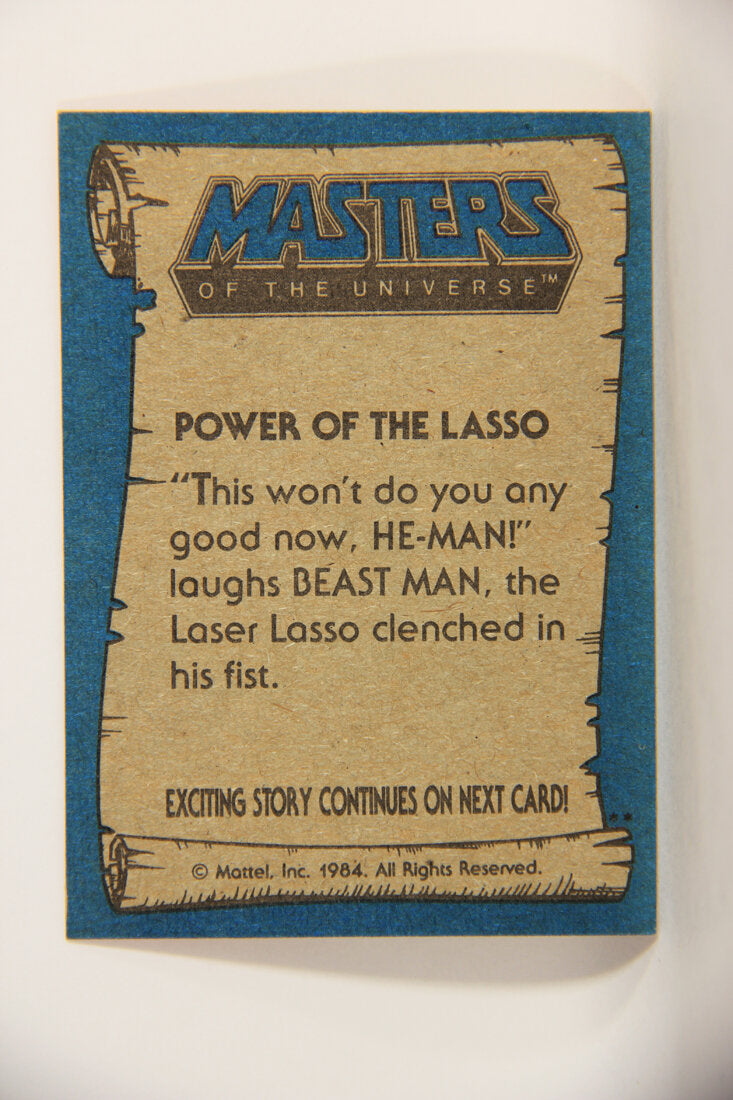 MASTERS
OF THE UNIVERSE™
POWER OF THE LASSO
“This won't do you any
good now, HE-MAN!”
laughs BEAST MAN, the
Laser Lasso clenched in
his fist.
EXCITING STORY CONTINUES ON NEXT CARD!
**
© Mattel, Inc. 1984. All Rights Reserved.